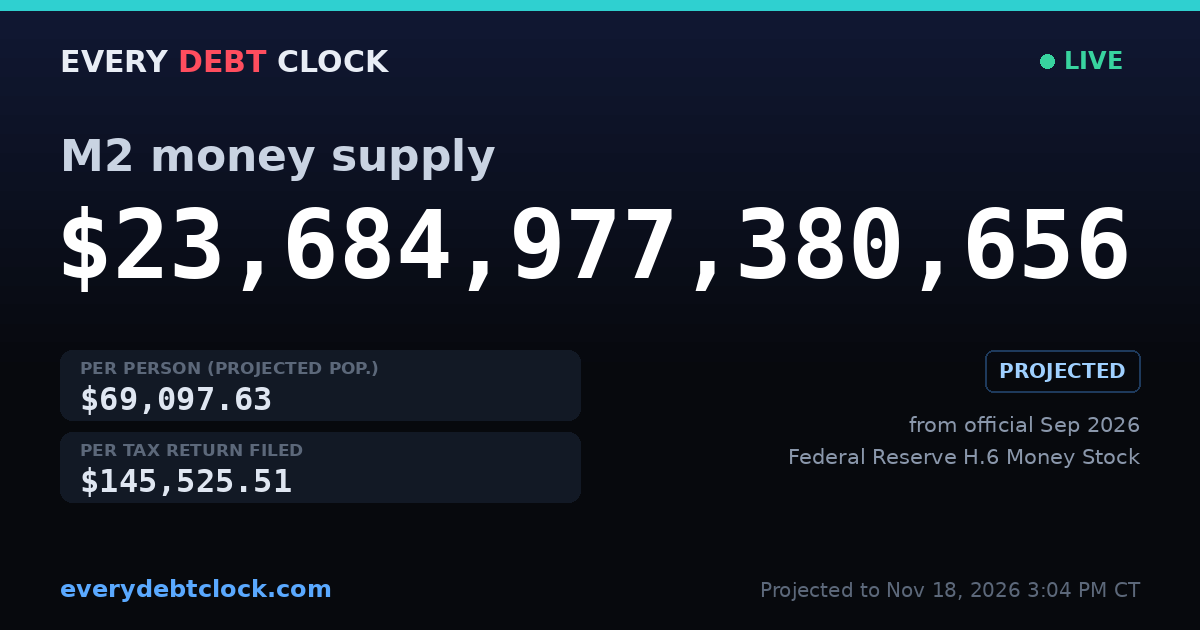 EVERY DEBT CLOCK
LIVE
M2 money supply
$23,684,977,380,656
PER PERSON (PROJECTED POP.)
$69,097.63
PER TAX RETURN FILED
$145,525.51
PROJECTED
from official Sep 2026
Federal Reserve H.6 Money Stock
everydebtclock.com
Projected to Nov 18, 2026 3:04 PM CT